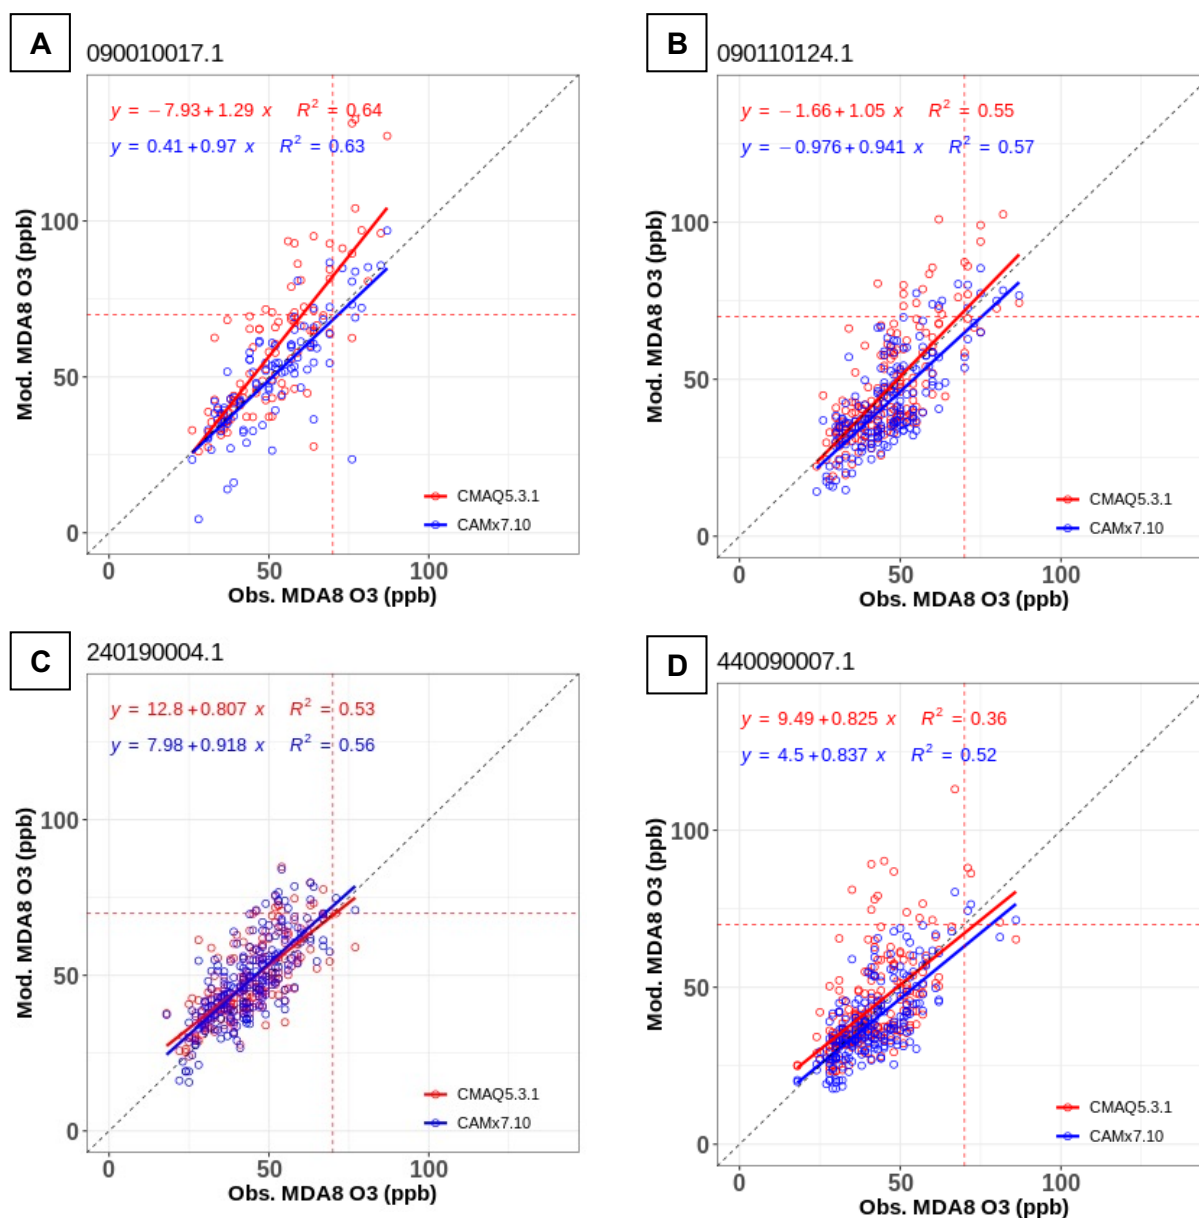 A
090010017.1
y = −7.93+1.29 x R² = 0.64
y = 0.41+0.97 x R² = 0.63
100
50
0
Mod. MDA8 O3 (ppb)
CMAQ5.3.1
CAMx7.10
0 50 100
Obs. MDA8 O3 (ppb)
B
090110124.1
y = −1.66+1.05 x R² = 0.55
y = −0.976+0.941 x R² = 0.57
100
50
0
Mod. MDA8 O3 (ppb)
CMAQ5.3.1
CAMx7.10
0 50 100
Obs. MDA8 O3 (ppb)
C
240190004.1
y = 12.8+0.807 x R² = 0.53
y = 7.98+0.918 x R² = 0.56
100
50
0
Mod. MDA8 O3 (ppb)
CMAQ5.3.1
CAMx7.10
0 50 100
Obs. MDA8 O3 (ppb)
D
440090007.1
y = 9.49+0.825 x R² = 0.36
y = 4.5+0.837 x R² = 0.52
100
50
0
Mod. MDA8 O3 (ppb)
CMAQ5.3.1
CAMx7.10
0 50 100
Obs. MDA8 O3 (ppb)